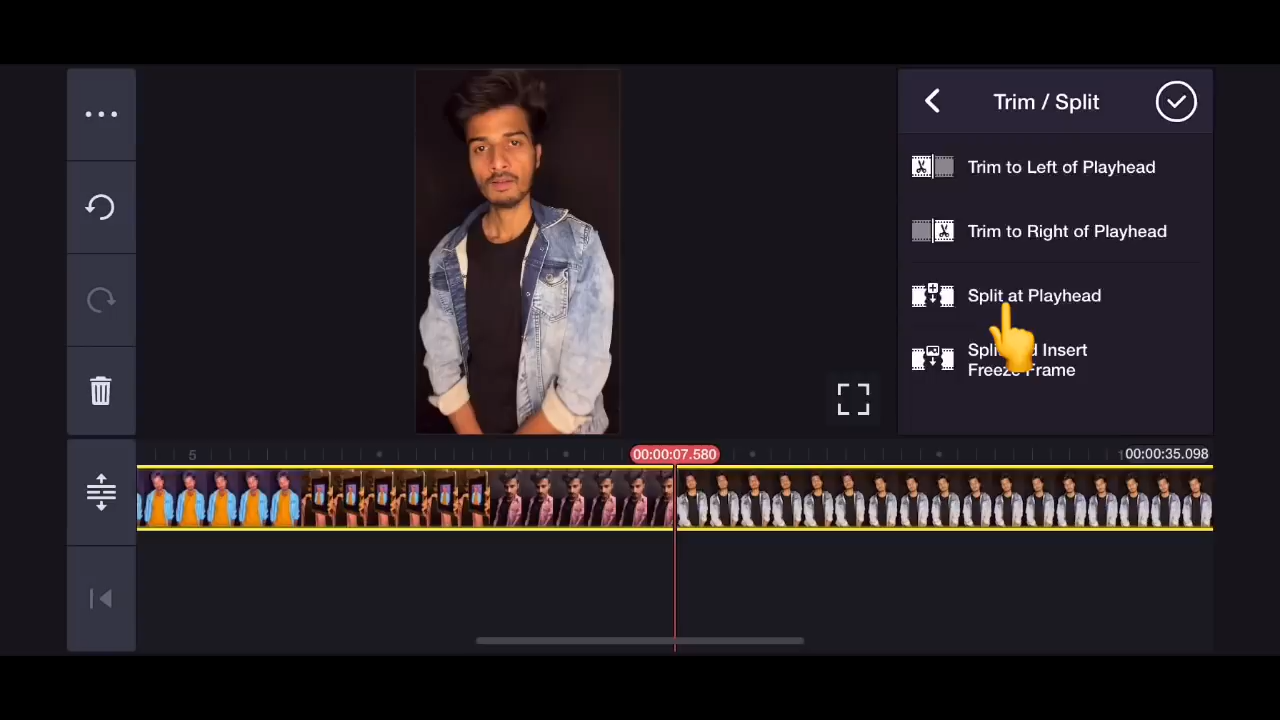 Trim / Split
Trim to Left of Playhead
Trim to Right of Playhead
Split at Playhead
Insert
Freeze Frame
5
00:00:07.580
00:00:35.098